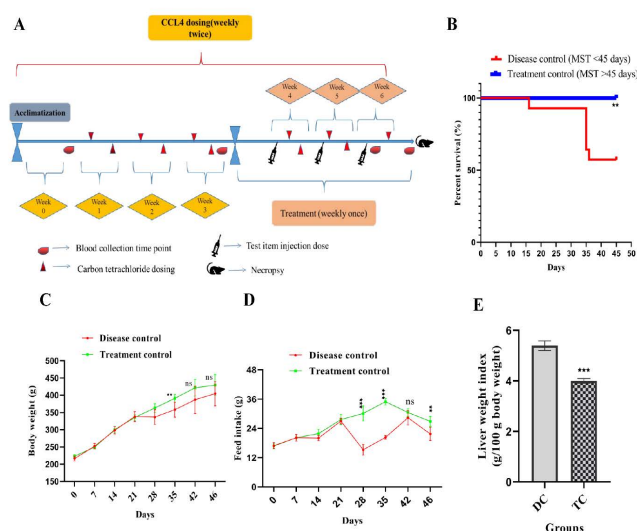 A
CCL4 dosing(weekly
twice)
Acclimatization
Week
4
Week
5
Week
6
Week
0
Week
1
Week
2
Week
3
Treatment (weekly once)
Blood collection time point
Test item injection dose
Carbon tetrachloride dosing
Necropsy
B
Disease control (MST <45 days)
Treatment control (MST >45 days)
Percent survival (%)
100
50
0
**
0 5 10 15 20 25 30 35 40 45 50
Days
C
Disease control
Treatment control
Body weight (g)
500
450
400
350
300
250
200
150
** ns ns
0 7 14 21 28 35 42 46
Days
D
Disease control
Treatment control
Feed intake (g)
48
36
24
12
0
*** *** ns **
0 7 14 21 28 35 42 46
Days
E
Liver weight index
(g/100 g body weight)
6
4
2
0
***
DC TC
Groups